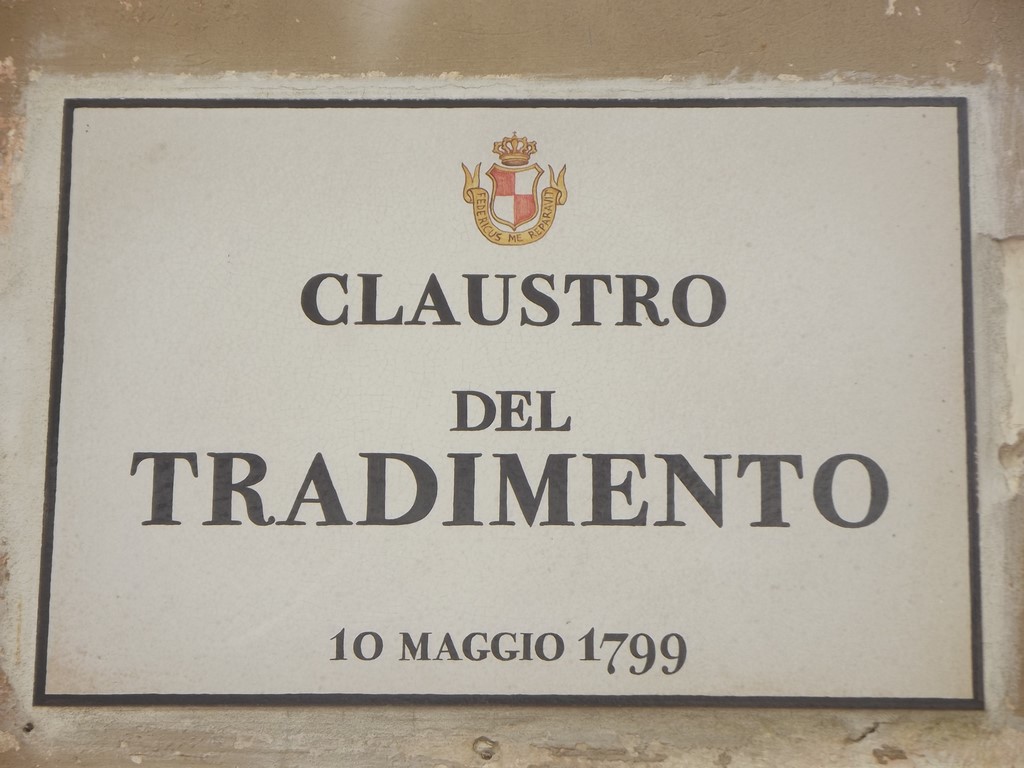 FEDERICUS ME REPARAVIT
CLAUSTRO
DEL
TRADIMENTO
10 MAGGIO 1799